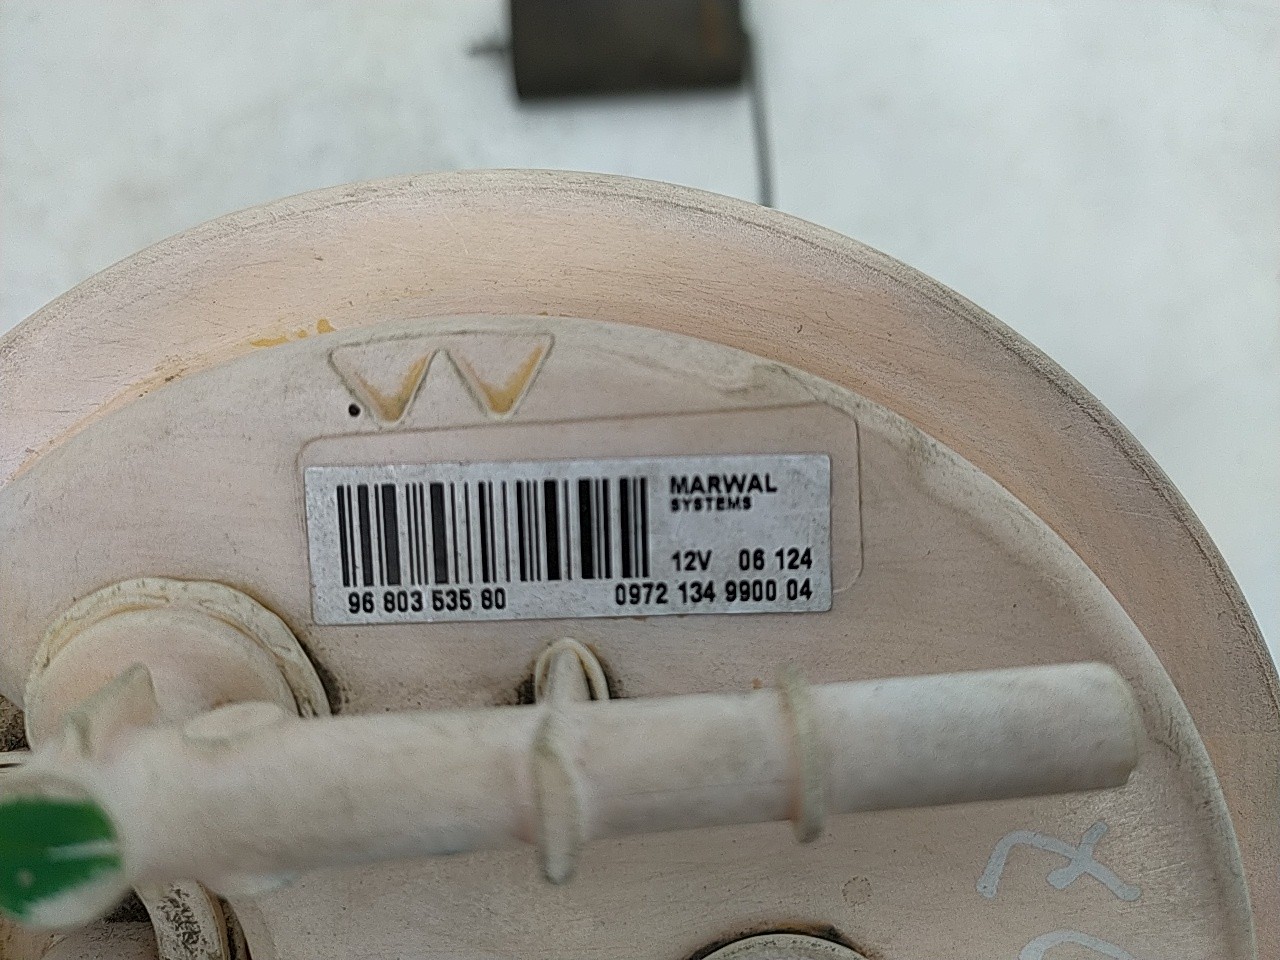 MARWAL
SYSTEMS
12V 06 124
96 803 535 80 0972 134 9900 04